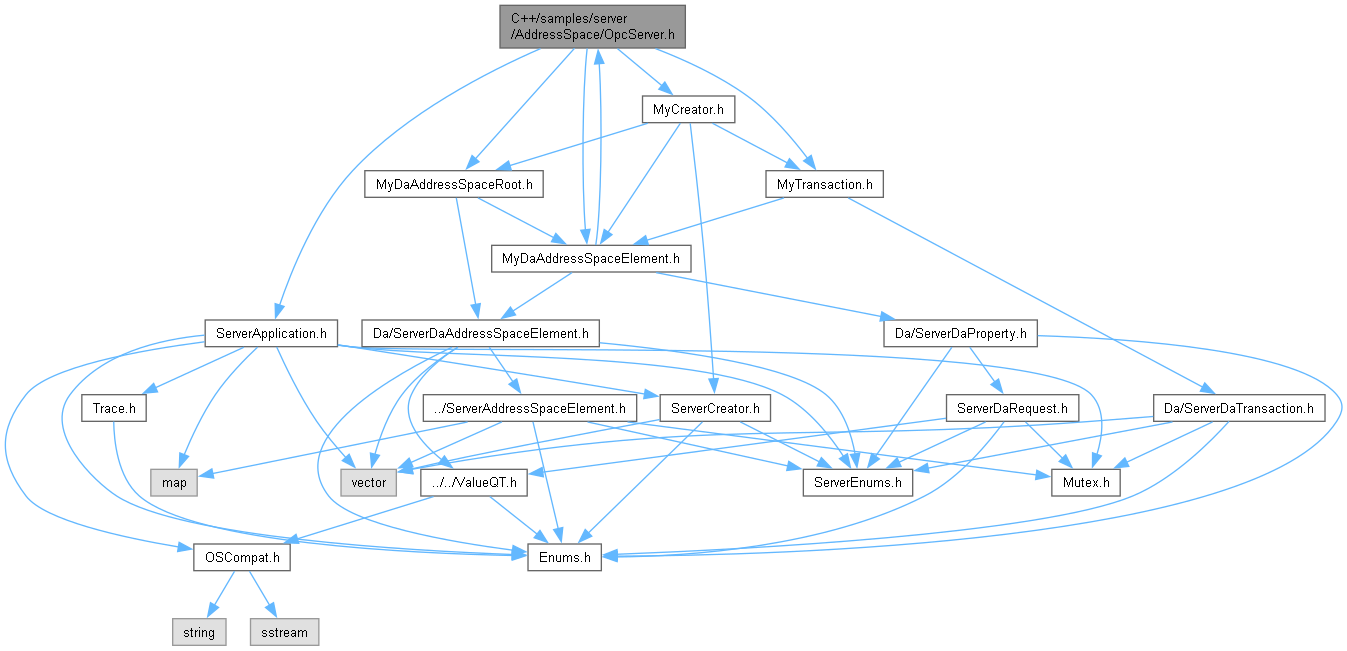 C++/samples/server
/AddressSpace/OpcServer.h
MyCreator.h
MyDaAddressSpaceRoot.h
MyTransaction.h
MyDaAddressSpaceElement.h
ServerApplication.h
Da/ServerDaAddressSpaceElement.h
Da/ServerDaProperty.h
Trace.h
../ServerAddressSpaceElement.h
ServerCreator.h
ServerDaRequest.h
Da/ServerDaTransaction.h
map
vector
../../ValueQT.h
ServerEnums.h
Mutex.h
OSCompat.h
Enums.h
string
sstream